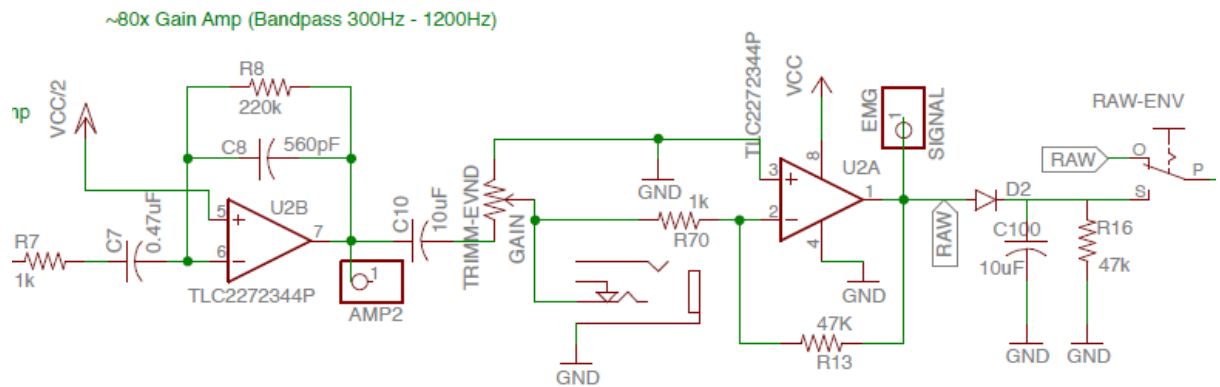 ~80x Gain Amp (Bandpass 300Hz - 1200Hz)
mp
VCC/2
R8
220k
C8
560pF
0.47uF
C7
R7
1k
5
+
6
-
U2B
7
TLC2272344P
1
AMP2
C10
10uF
TRIMM-EVND
GAIN
GND
GND
1k
R70
TLC2272344P
VCC
8
3
+
2
-
U2A
1
4
GND
47K
R13
EMG
1
SIGNAL
RAW
D2
C100
10uF
GND
R16
47k
GND
RAW-ENV
RAW
O
P
S